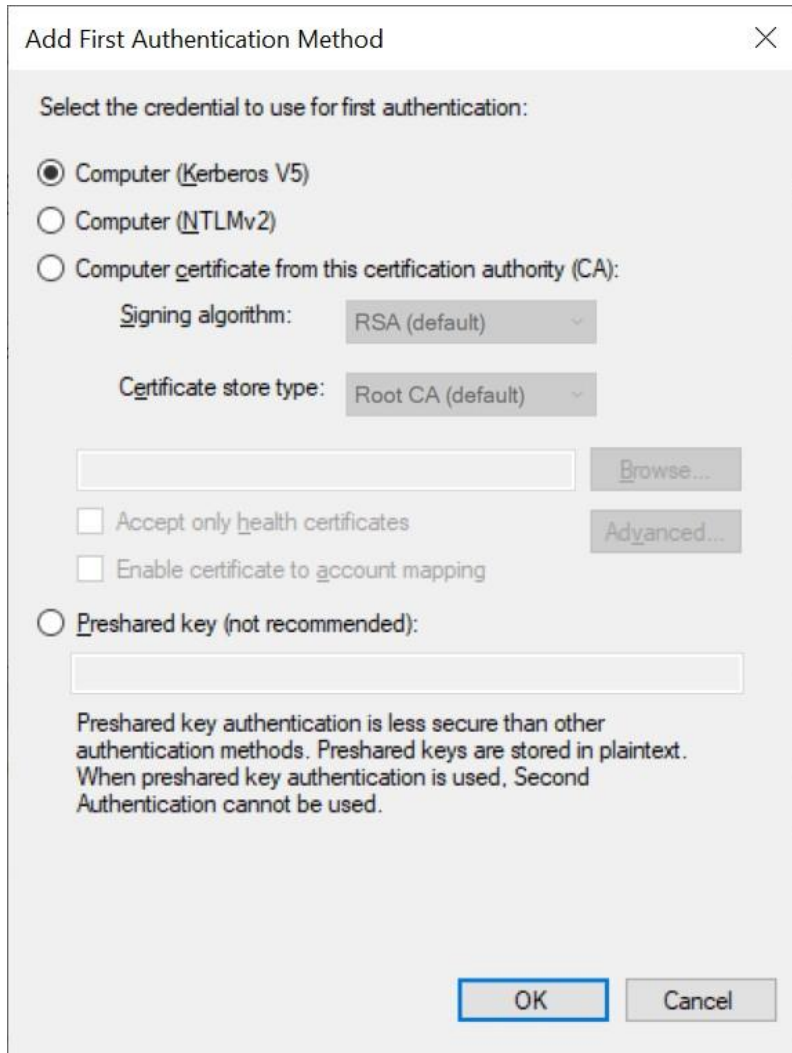 Add First Authentication Method
Select the credential to use for first authentication:
Computer (Kerberos V5)
Computer (NTLMv2)
Computer certificate from this certification authority (CA):
Signing algorithm: RSA (default)
Certificate store type: Root CA (default)
Browse...
Accept only health certificates
Advanced...
Enable certificate to account mapping
Preshared key (not recommended):
Preshared key authentication is less secure than other
authentication methods. Preshared keys are stored in plaintext.
When preshared key authentication is used, Second
Authentication cannot be used.
OK Cancel